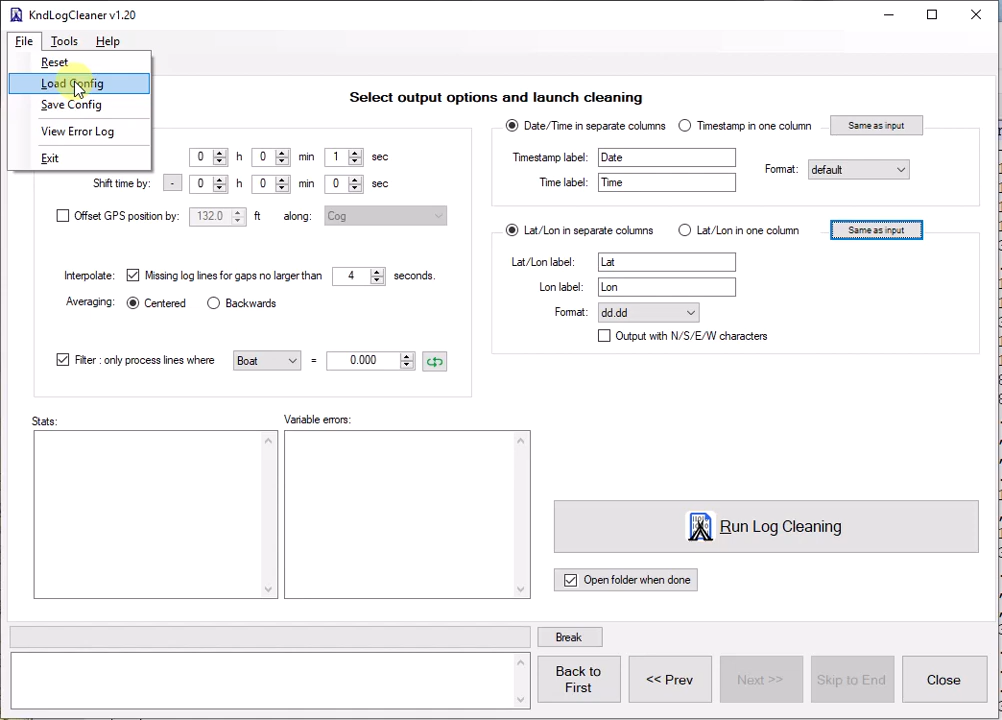 KndLogCleaner v1.20
File Tools Help
Reset
Load Config
Save Config
View Error Log
Exit
Select output options and launch cleaning
0 h 0 min 1 sec
Shift time by: - 0 h 0 min 0 sec
Offset GPS position by: 132.0 ft along: Cog
Interpolate: Missing log lines for gaps no larger than 4 seconds.
Averaging: Centered Backwards
Filter : only process lines where Boat = 0.000
Date/Time in separate columns Timestamp in one column Same as input
Timestamp label: Date
Time label: Time
Format: default
Lat/Lon in separate columns Lat/Lon in one column Same as input
Lat/Lon label: Lat
Lon label: Lon
Format: dd.dd
Output with N/S/E/W characters
Stats:
Variable errors:
Run Log Cleaning
Open folder when done
Break
Back to
First
<< Prev
Next >>
Skip to End
Close